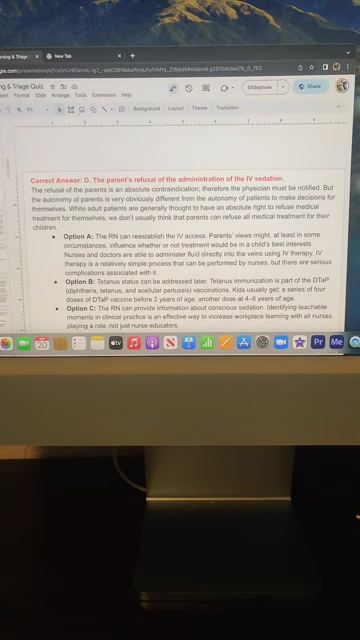 New Tab
& Triage Quiz
Insert Format Slide Arrange Tools Extensions Help
Slideshow
Share
Fit
Background Layout Theme Transition
Correct Answer: D. The parent's refusal of the administration of the IV sedation.
The refusal of the parents is an absolute contraindication; therefore the physician must be notified. But
the autonomy of parents is very obviously different from the autonomy of patients to make decisions for
themselves. While adult patients are generally thought to have an absolute right to refuse medical
treatment for themselves, we don't usually think that parents can refuse all medical treatment for their
children.
• Option A: The RN can reestablish the IV access. Parents' views might, at least in some
circumstances, influence whether or not treatment would be in a child's best interests.
Nurses and doctors are able to administer fluid directly into the veins using IV therapy. IV
therapy is a relatively simple process that can be performed by nurses, but there are serious
complications associated with it.
• Option B: Tetanus status can be addressed later. Tetanus immunization is part of the DTaP
(diphtheria, tetanus, and acellular pertussis) vaccinations. Kids usually get: a series of four
doses of DTaP vaccine before 2 years of age. another dose at 4–6 years of age.
• Option C: The RN can provide information about conscious sedation. Identifying teachable
moments in clinical practice is an effective way to increase workplace learning with all nurses
playing a role, not just nurse educators.
20
tv
Pr
Me